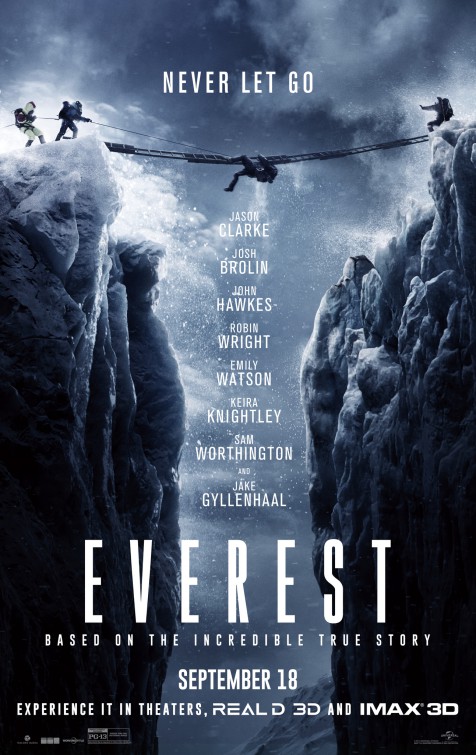 NEVER LET GO
JASON
CLARKE
JOSH
BROLIN
JOHN
HAWKES
ROBIN
WRIGHT
EMILY
WATSON
KEIRA
KNIGHTLEY
SAM
WORTHINGTON
AND
JAKE
GYLLENHAAL
EVEREST
BASED ON THE INCREDIBLE TRUE STORY
SEPTEMBER 18
EXPERIENCE IT IN THEATERS, REAL D 3D AND IMAX 3D
PG-13